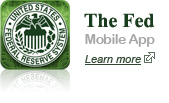 UNITED STATES
FEDERAL RESERVE SYSTEM
The Fed
Mobile App
Learn more